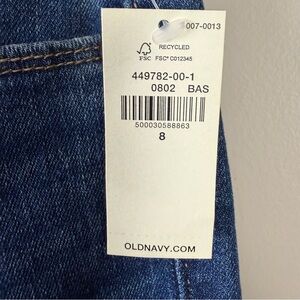 007-0013
RECYCLED
FSC FSC® C012345
449782-00-1
0802 BAS
500030588863
8
OLDNAVY.COM